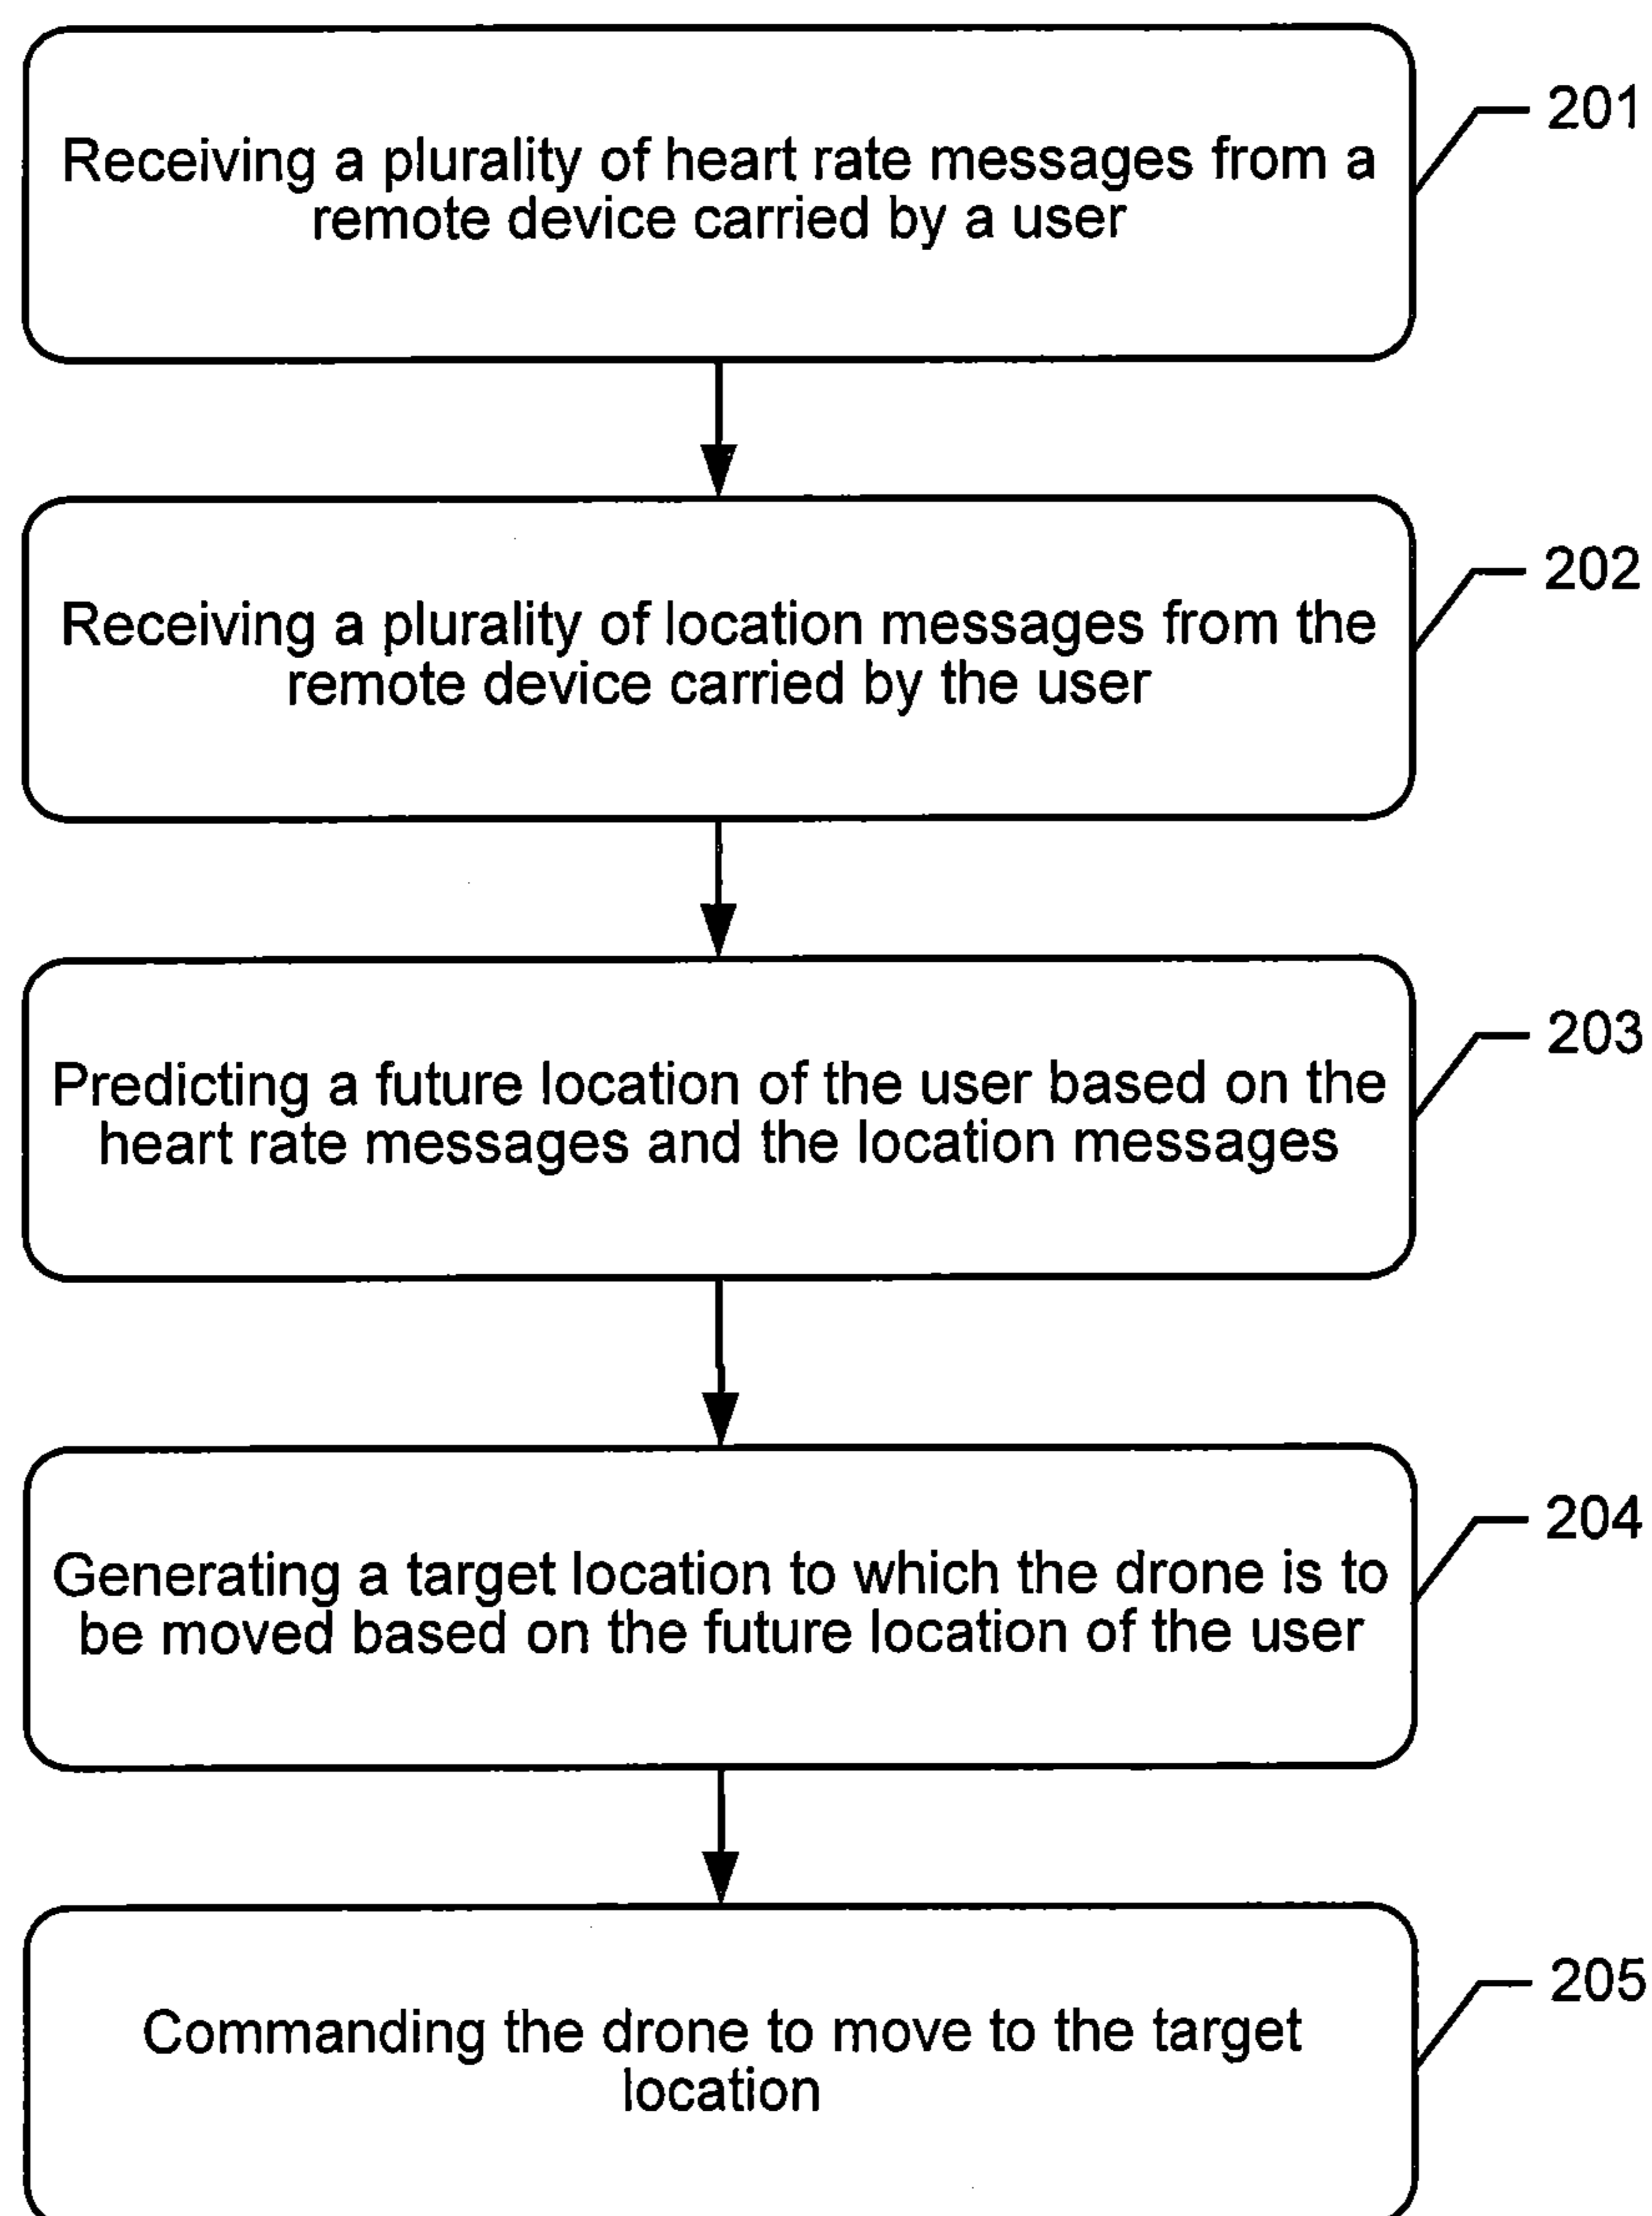 Receiving a plurality of heart rate messages from a
remote device carried by a user
201
Receiving a plurality of location messages from the
remote device carried by the user
202
Predicting a future location of the user based on the
heart rate messages and the location messages
203
Generating a target location to which the drone is to
be moved based on the future location of the user
204
Commanding the drone to move to the target
location
205